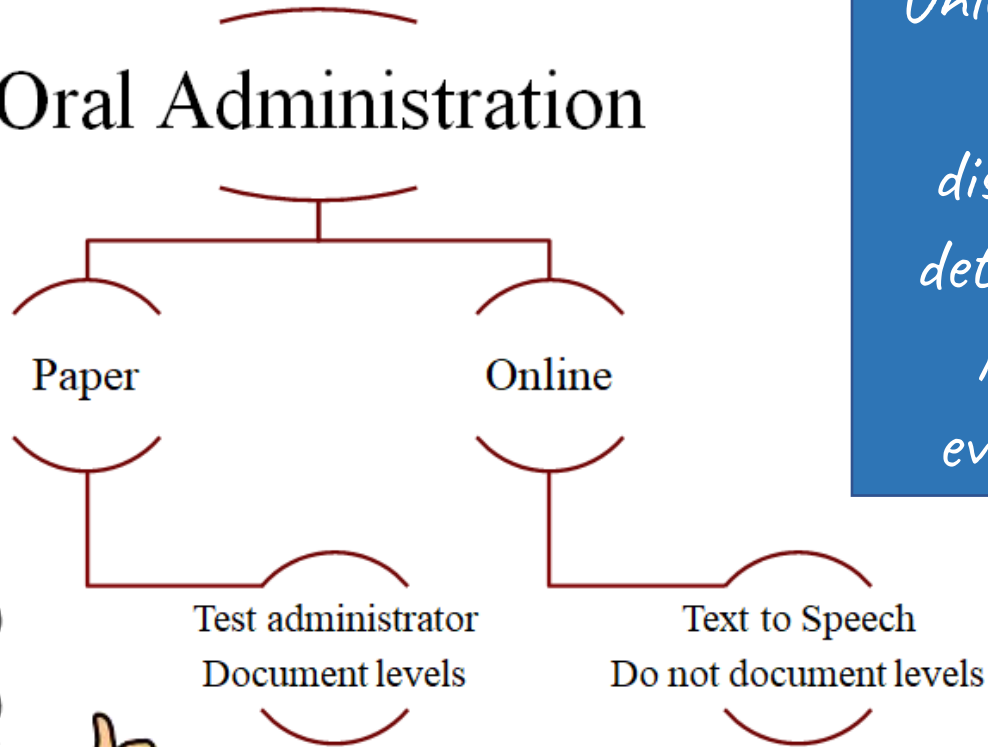 Oral Administration
Paper
Online
Test administrator
Document levels
Text to Speech
Do not document levels